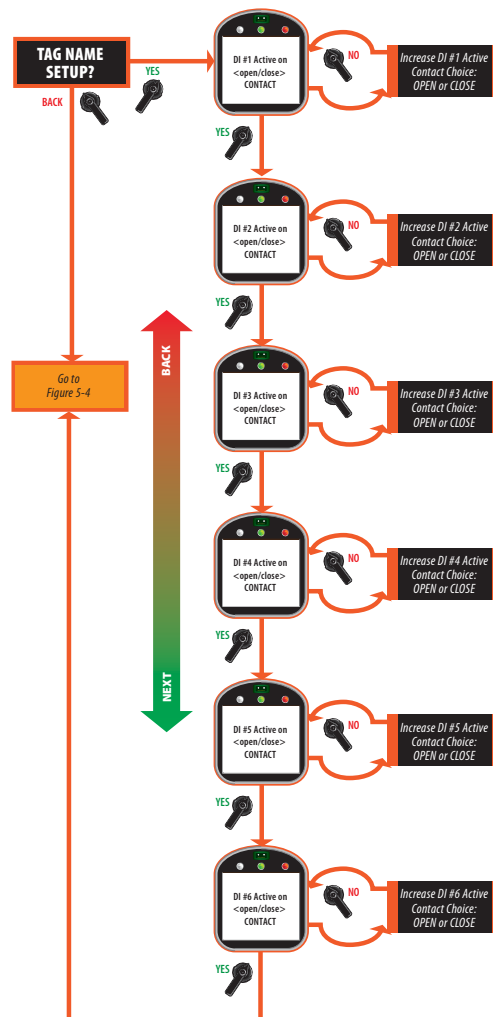 TAG NAME
SETUP?
YES
BACK
DI #1 Active on
<open/close>
CONTACT
NO
Increase DI #1 Active
Contact Choice:
OPEN or CLOSE
YES
DI #2 Active on
<open/close>
CONTACT
NO
Increase DI #2 Active
Contact Choice:
OPEN or CLOSE
YES
BACK
Go to
Figure 5-4
DI #3 Active on
<open/close>
CONTACT
NO
Increase DI #3 Active
Contact Choice:
OPEN or CLOSE
YES
DI #4 Active on
<open/close>
CONTACT
NO
Increase DI #4 Active
Contact Choice:
OPEN or CLOSE
YES
NEXT
DI #5 Active on
<open/close>
CONTACT
NO
Increase DI #5 Active
Contact Choice:
OPEN or CLOSE
YES
DI #6 Active on
<open/close>
CONTACT
NO
Increase DI #6 Active
Contact Choice:
OPEN or CLOSE
YES